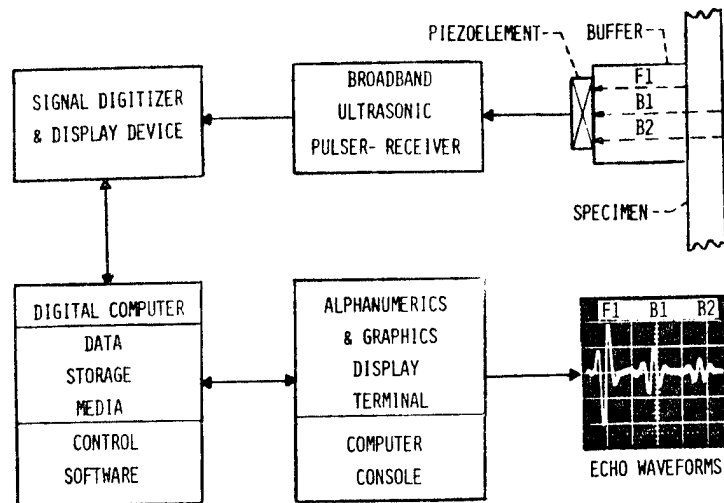 PIEZOELEMENT
BUFFER
SIGNAL DIGITIZER
& DISPLAY DEVICE
BROADBAND
ULTRASONIC
PULSER- RECEIVER
F1
B1
B2
SPECIMEN
DIGITAL COMPUTER
DATA
STORAGE
MEDIA
CONTROL
SOFTWARE
ALPHANUMERICS
& GRAPHICS
DISPLAY
TERMINAL
COMPUTER
CONSOLE
F1 B1 B2
ECHO WAVEFORMS